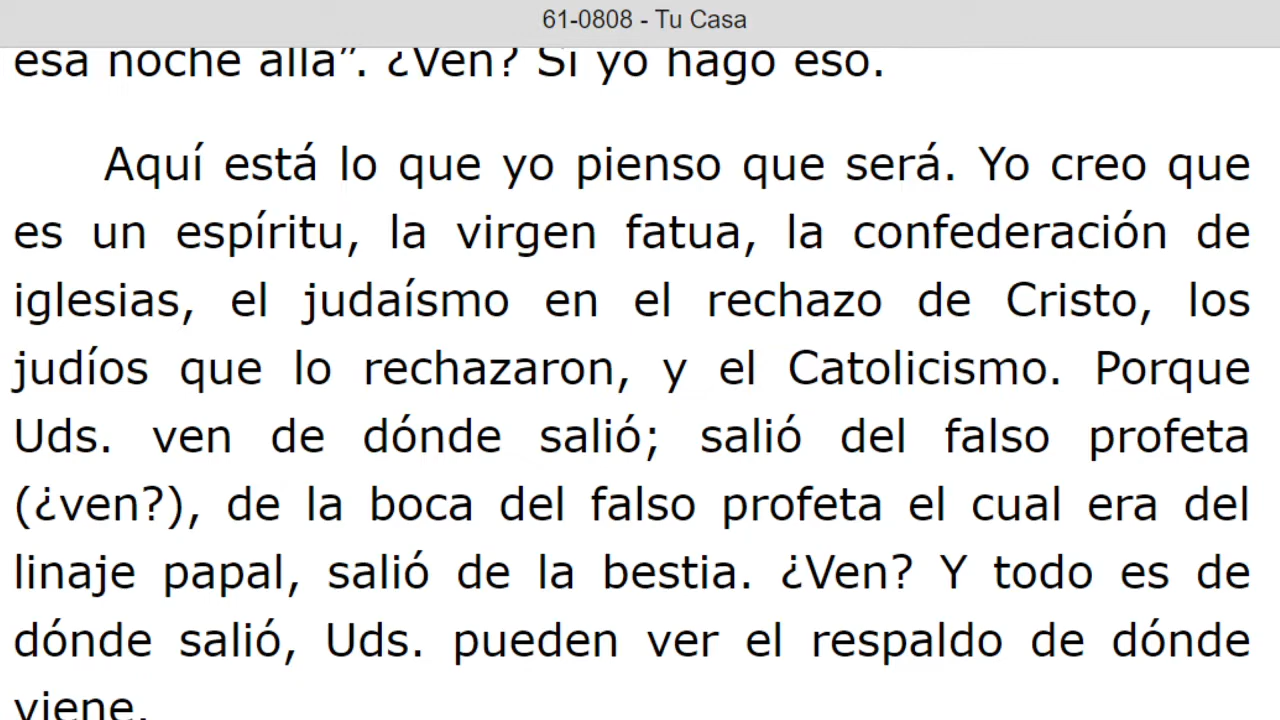 61-0808 - Tu Casa
esa noche allá”. ¿Ven? Si yo hago eso.
Aquí está lo que yo pienso que será. Yo creo que
es un espíritu, la virgen fatua, la confederación de
iglesias, el judaísmo en el rechazo de Cristo, los
judíos que lo rechazaron, y el Catolicismo. Porque
Uds. ven de dónde salió; salió del falso profeta
(¿ven?), de la boca del falso profeta el cual era del
linaje papal, salió de la bestia. ¿Ven? Y todo es de
dónde salió, Uds. pueden ver el respaldo de dónde
viene.